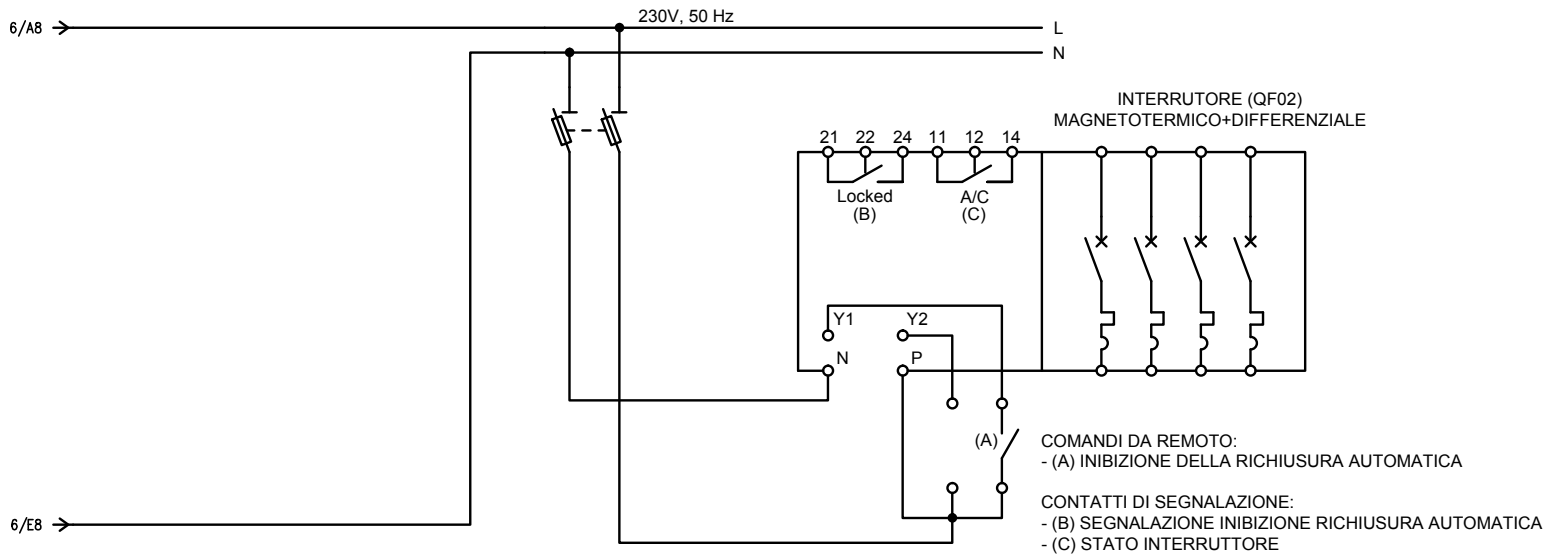 6/A8
230V, 50 Hz
L
N
INTERRUTORE (QF02)
MAGNETOTERMICO+DIFFERENZIALE
21 22 24 11 12 14
Locked
(B)
A/C
(C)
Y1 Y2
N P
(A)
COMANDI DA REMOTO:
- (A) INIBIZIONE DELLA RICHIUSURA AUTOMATICA
CONTATTI DI SEGNALAZIONE:
- (B) SEGNALAZIONE INIBIZIONE RICHIUSURA AUTOMATICA
- (C) STATO INTERRUTTORE
6/E8